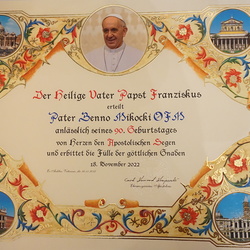 Der Heilige Vater Papst Franziskus
erteilt
Pater Benno Mikocki OFM
anlässlich seines 90. Geburtstages
von Herzen den Apostolischen Segen
und erbittet die Fülle der göttlichen Gnaden
18. November 2022